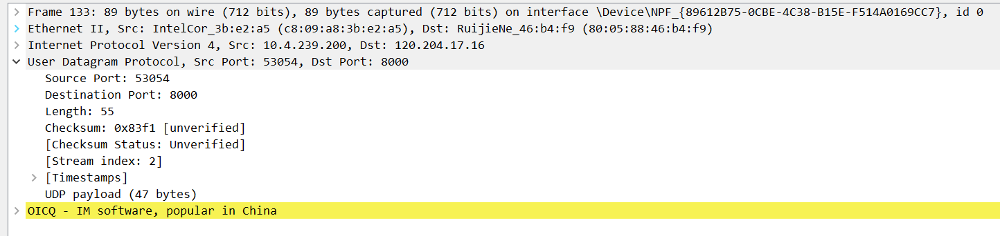 Frame 133: 89 bytes on wire (712 bits), 89 bytes captured (712 bits) on interface \Device\NPF_{89612B75-0CBE-4C38-B15E-F514A0169CC7}, id 0
Ethernet II, Src: IntelCor_3b:e2:a5 (c8:09:a8:3b:e2:a5), Dst: RuijieNe_46:b4:f9 (80:05:88:46:b4:f9)
Internet Protocol Version 4, Src: 10.4.239.200, Dst: 120.204.17.16
User Datagram Protocol, Src Port: 53054, Dst Port: 8000
Source Port: 53054
Destination Port: 8000
Length: 55
Checksum: 0x83f1 [unverified]
[Checksum Status: Unverified]
[Stream index: 2]
[Timestamps]
UDP payload (47 bytes)
OICQ - IM software, popular in China